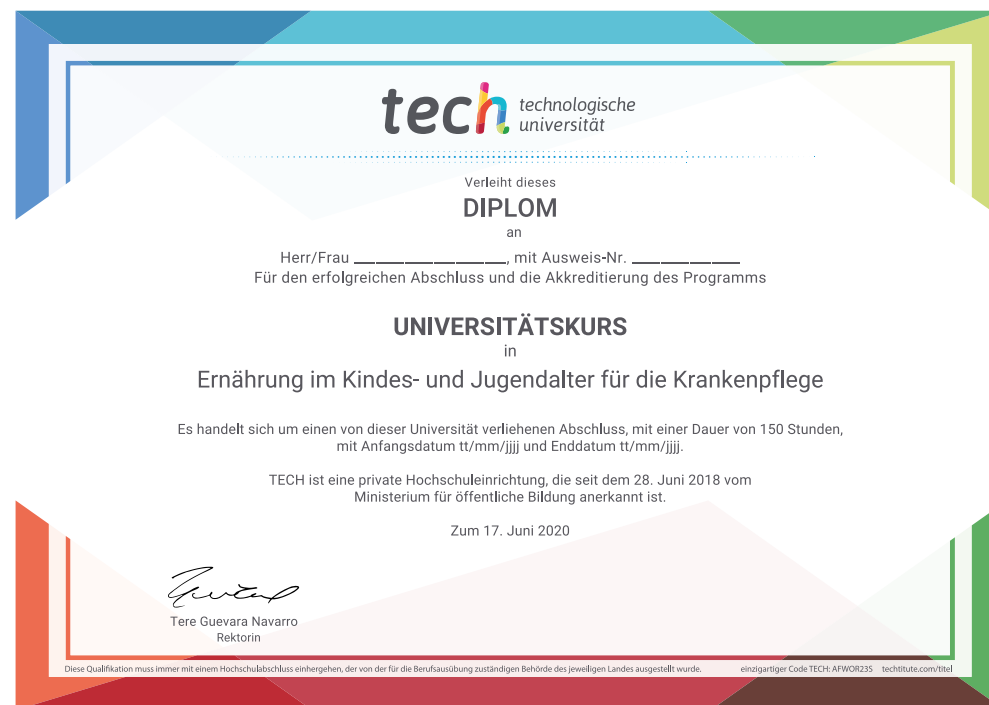 tech technologische
universität
Verleiht dieses
DIPLOM
an
Herr/Frau ________________, mit Ausweis-Nr. ____________
Für den erfolgreichen Abschluss und die Akkreditierung des Programms
UNIVERSITÄTSKURS
in
Ernährung im Kindes- und Jugendalter für die Krankenpflege
Es handelt sich um einen von dieser Universität verliehenen Abschluss, mit einer Dauer von 150 Stunden,
mit Anfangsdatum tt/mm/jjjj und Enddatum tt/mm/jjjj.
TECH ist eine private Hochschuleinrichtung, die seit dem 28. Juni 2018 vom
Ministerium für öffentliche Bildung anerkannt ist.
Zum 17. Juni 2020
Tere Guevara Navarro
Rektorin
Diese Qualifikation muss immer mit einem Hochschulabschluss einhergehen, der von der für die Berufsausübung zuständigen Behörde des jeweiligen Landes ausgestellt wurde. einzigartiger Code TECH: AFWOR23S techtitute.com/titel